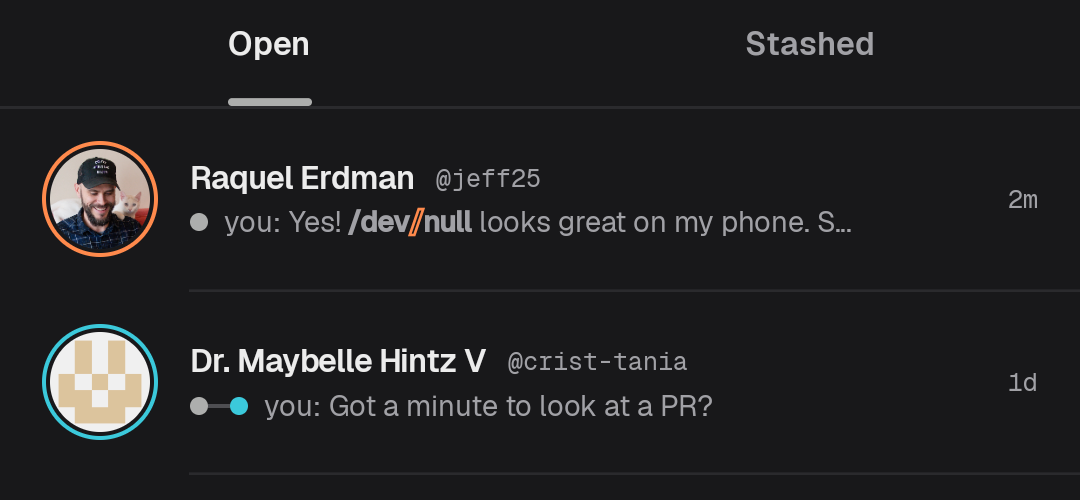 Open
Stashed
Raquel Erdman @jeff25
2m
you: Yes! /dev//null looks great on my phone. S...
Dr. Maybelle Hintz V @crist-tania
1d
you: Got a minute to look at a PR?